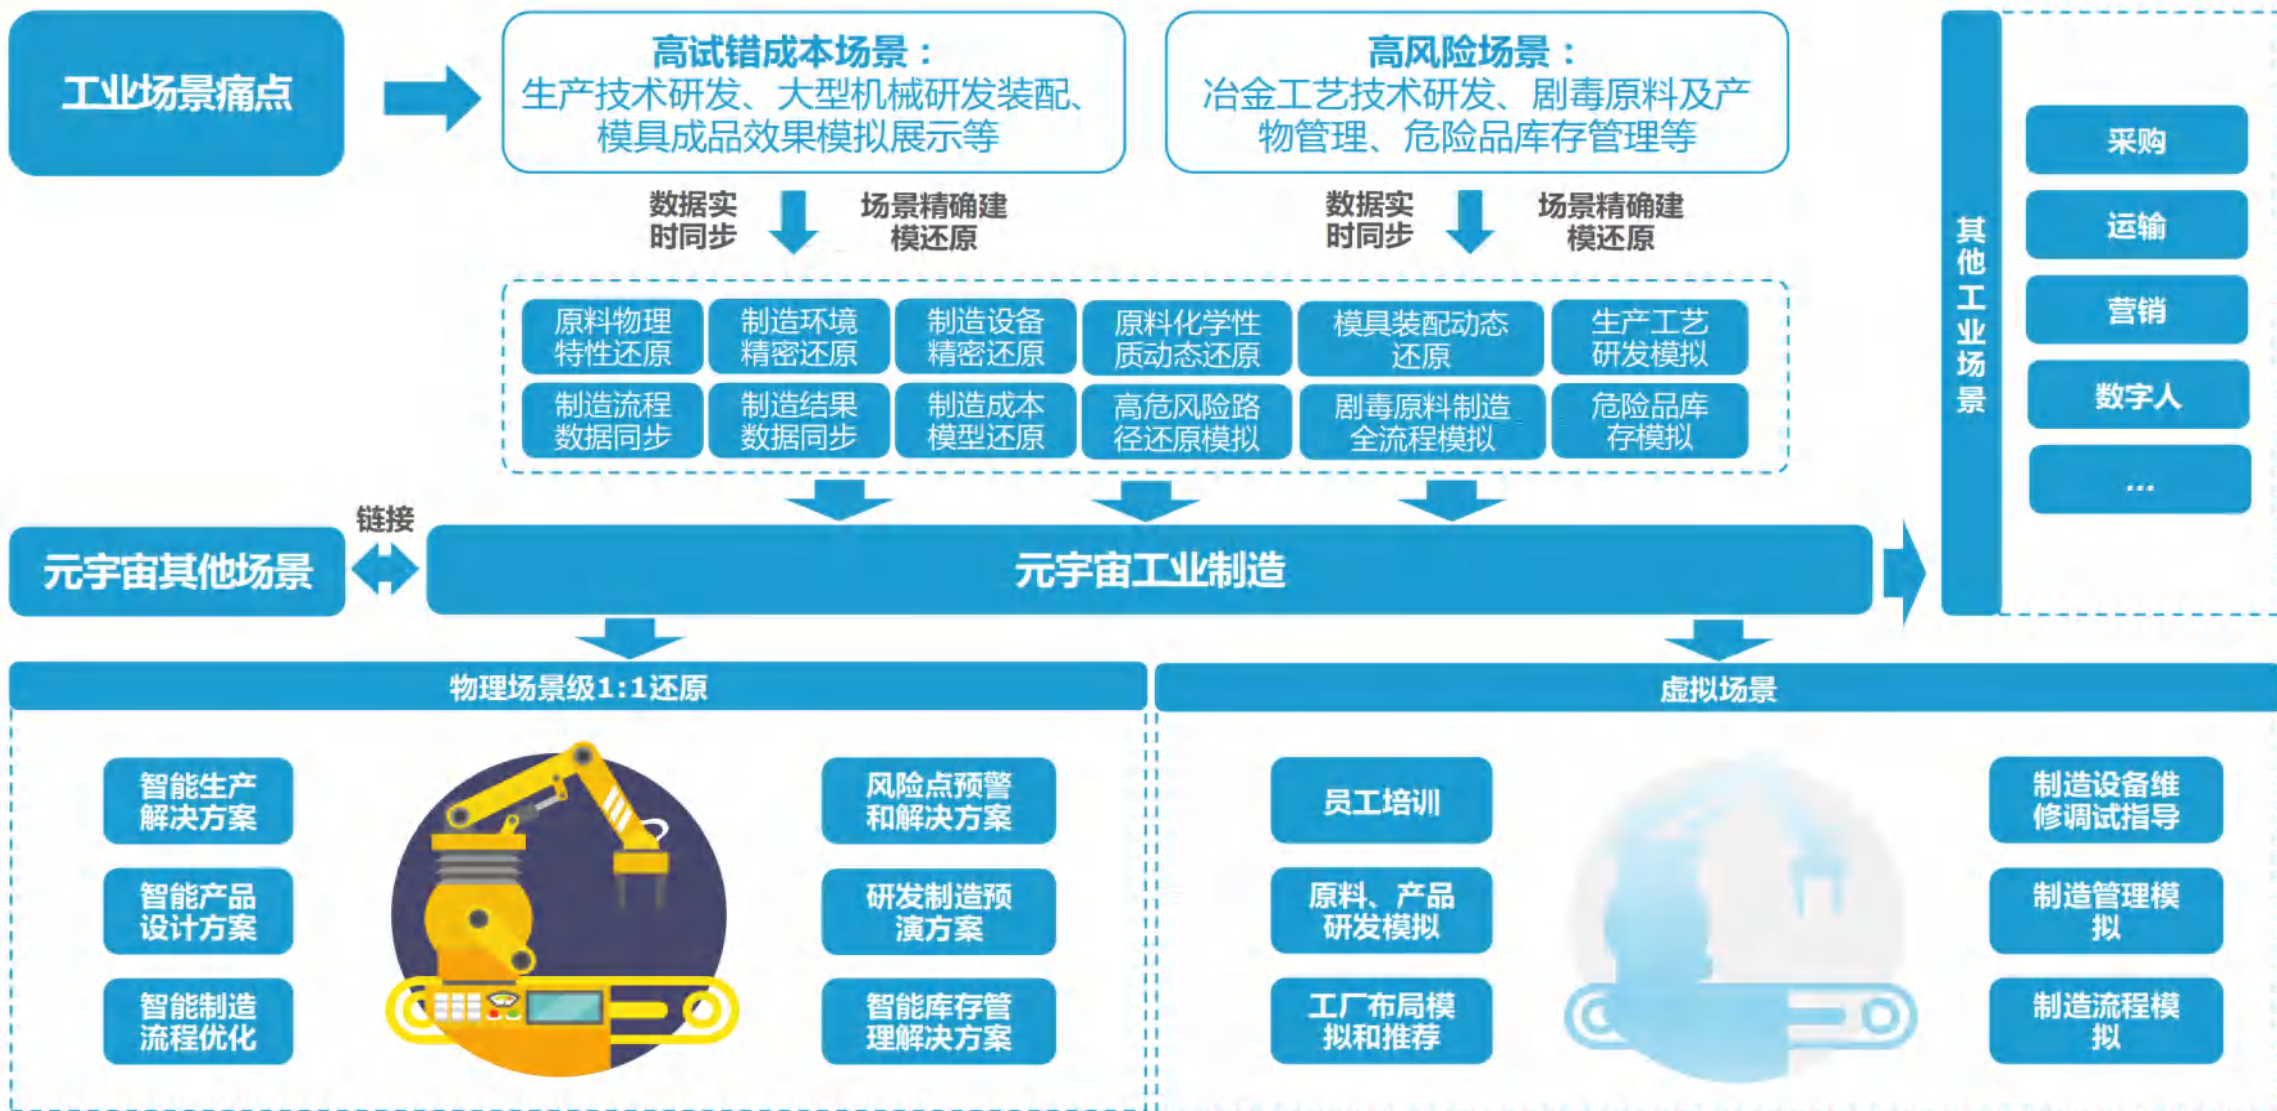 工业场景痛点
高试错成本场景：
生产技术研发、大型机械研发装配、
模具成品效果模拟展示等
高风险场景：
冶金工艺技术研发、剧毒原料及产
物管理、危险品库存管理等
数据实
时同步
场景精确建
模还原
数据实
时同步
场景精确建
模还原
原料物理
特性还原
制造环境
精密还原
制造设备
精密还原
原料化学性
质动态还原
模具装配动态
还原
生产工艺
研发模拟
制造流程
数据同步
制造结果
数据同步
制造成本
模型还原
高危风险路
径还原模拟
剧毒原料制造
全流程模拟
危险品库
存模拟
其他工业场景
采购
运输
营销
数字人
...
元宇宙其他场景
链接
元宇宙工业制造
物理场景级1:1还原
智能生产
解决方案
智能产品
设计方案
智能制造
流程优化
风险点预警
和解决方案
研发制造预
演方案
智能库存管
理解决方案
虚拟场景
员工培训
原料、产品
研发模拟
工厂布局模
拟和推荐
制造设备维
修调试指导
制造管理模
拟
制造流程模
拟